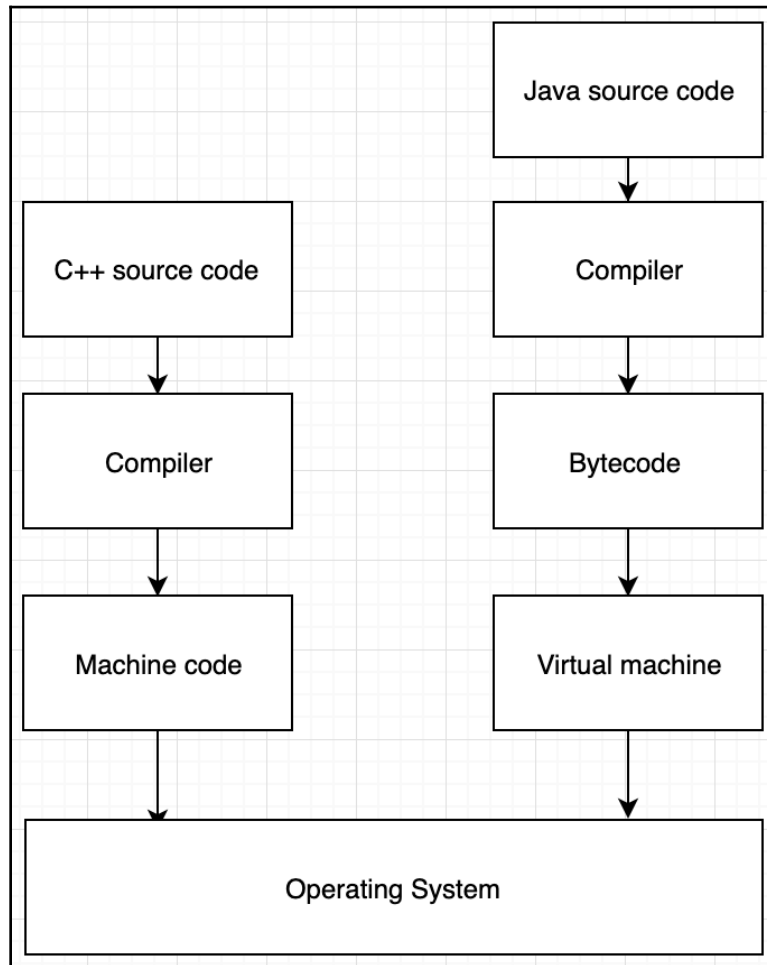 Java source code
C++ source code
Compiler
Compiler
Bytecode
Machine code
Virtual machine
Operating System